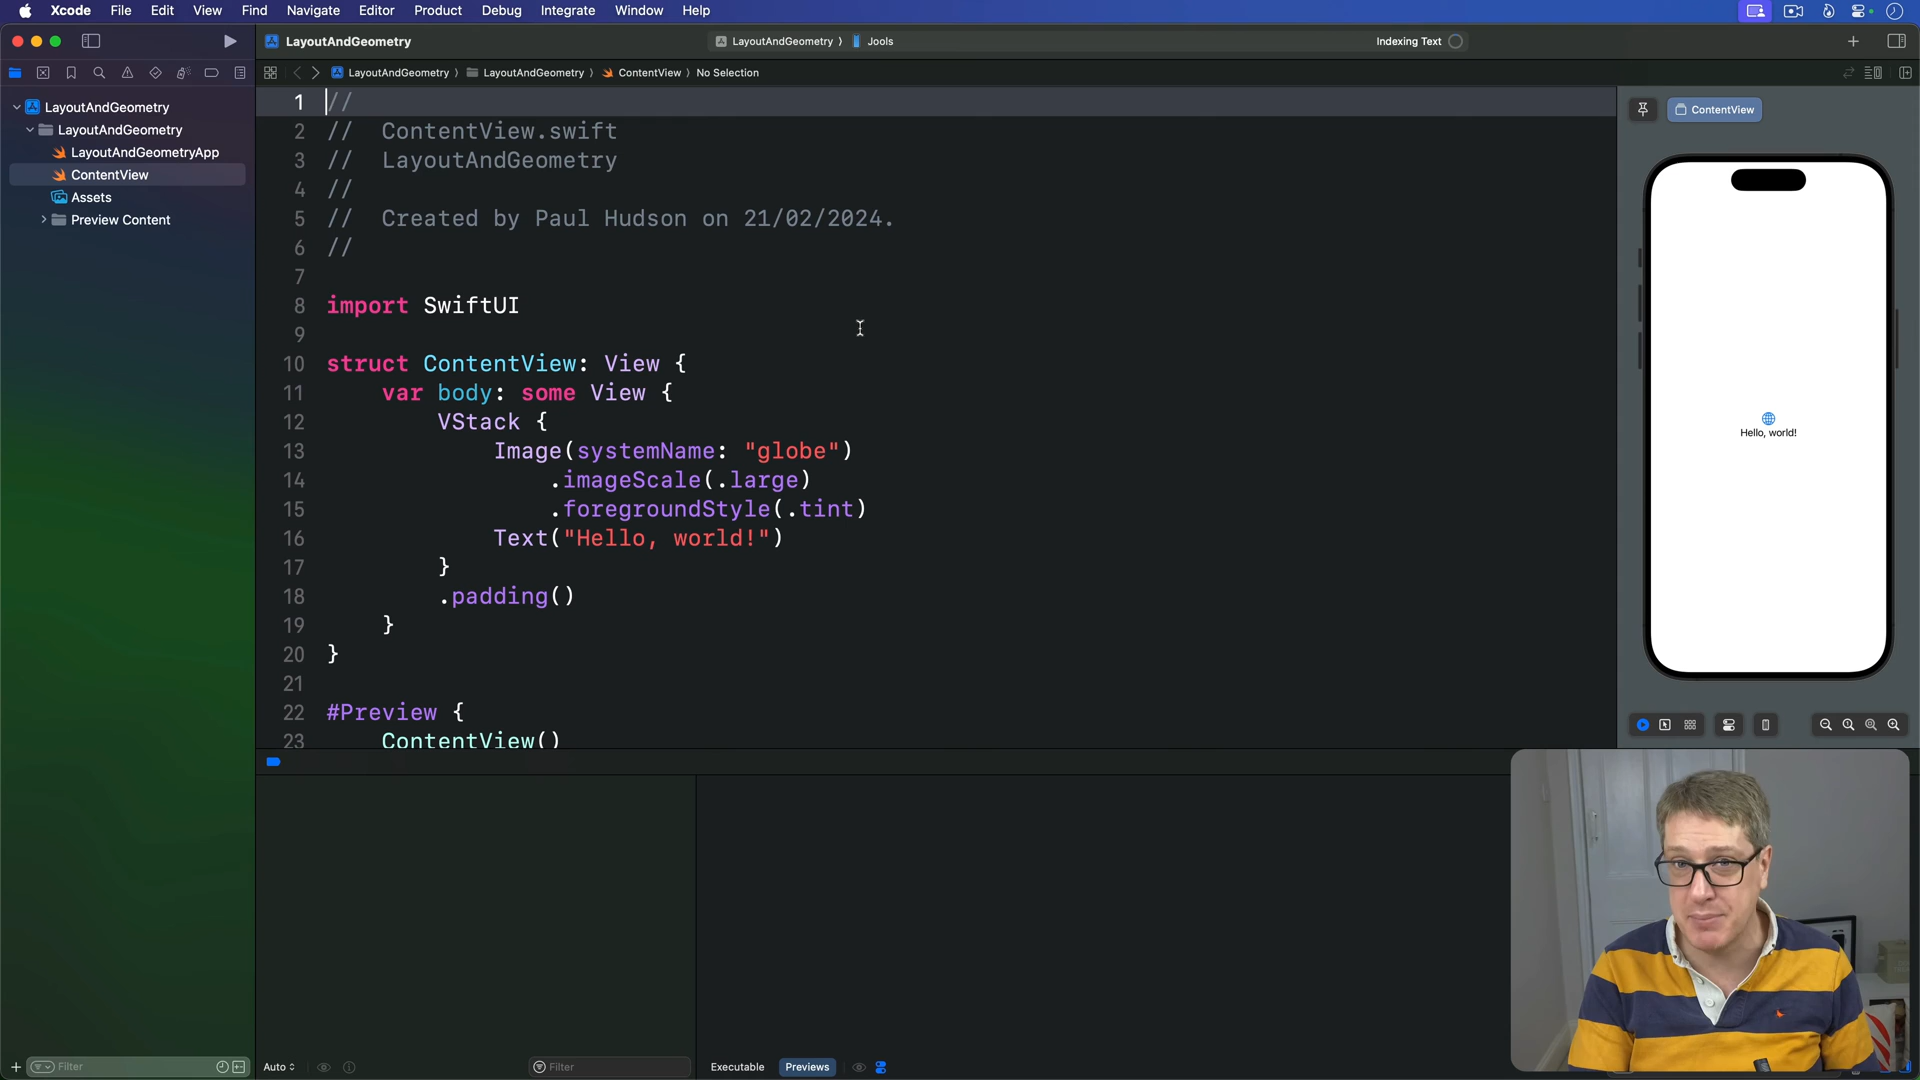 Xcode File Edit View Find Navigate Editor Product Debug Integrate Window Help
LayoutAndGeometry
LayoutAndGeometry 〉 Jools
Indexing Text
LayoutAndGeometry 〉 LayoutAndGeometry 〉 ContentView 〉 No Selection
LayoutAndGeometry
LayoutAndGeometry
LayoutAndGeometryApp
ContentView
Assets
Preview Content
1 //
2 //  ContentView.swift
3 //  LayoutAndGeometry
4 //
5 //  Created by Paul Hudson on 21/02/2024.
6 //
7
8 import SwiftUI
9
10 struct ContentView: View {
11     var body: some View {
12         VStack {
13             Image(systemName: "globe")
14                 .imageScale(.large)
15                 .foregroundStyle(.tint)
16             Text("Hello, world!")
17         }
18         .padding()
19     }
20 }
21
22 #Preview {
23     ContentView()
ContentView
Hello, world!
Filter
Auto
Filter
Executable Previews